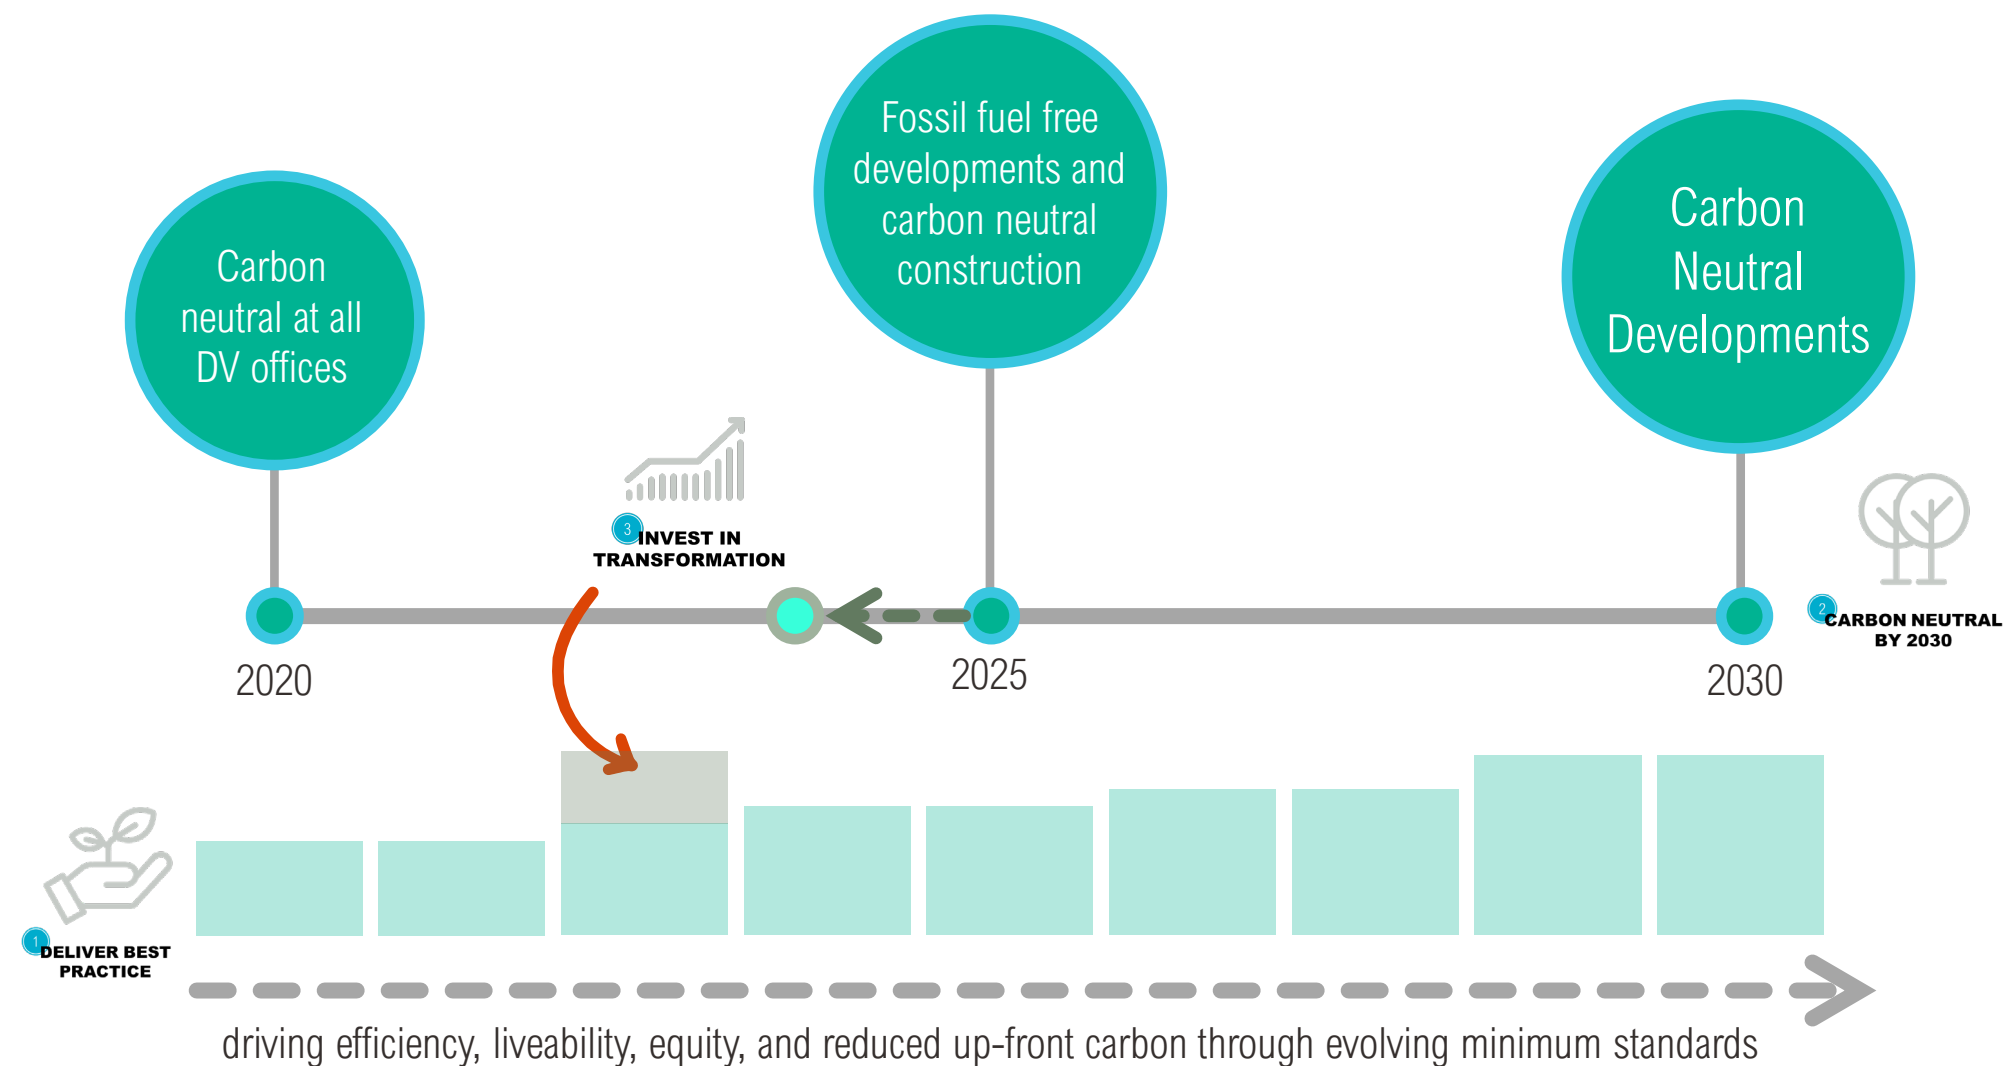 Carbon
neutral at all
DV offices
Fossil fuel free
developments and
carbon neutral
construction
Carbon
Neutral
Developments
3
INVEST IN
TRANSFORMATION
2
CARBON NEUTRAL
BY 2030
2020
2025
2030
1
DELIVER BEST
PRACTICE
driving efficiency, liveability, equity, and reduced up-front carbon through evolving minimum standards